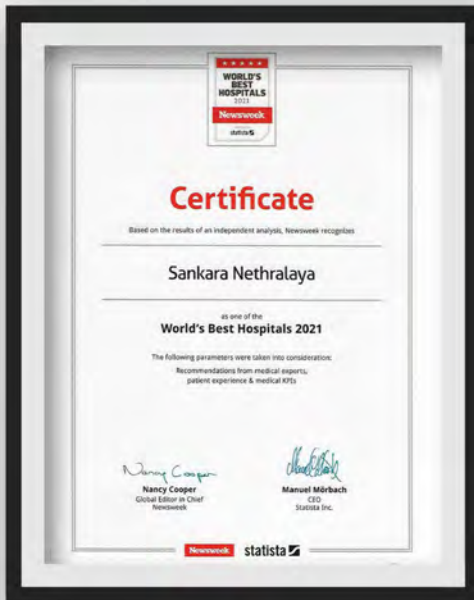 WORLD'S
BEST
HOSPITALS
2021
Newsweek
statista
Certificate
Based on the results of an independent analysis, Newsweek recognizes
Sankara Nethralaya
as one of the
World's Best Hospitals 2021
The following parameters were taken into consideration:
Recommendations from medical experts,
patient experience & medical KPIs
Nancy Cooper
Nancy Cooper
Global Editor in Chief
Newsweek
Manuel Mörbach
CEO
Statista Inc.
Newsweek statista